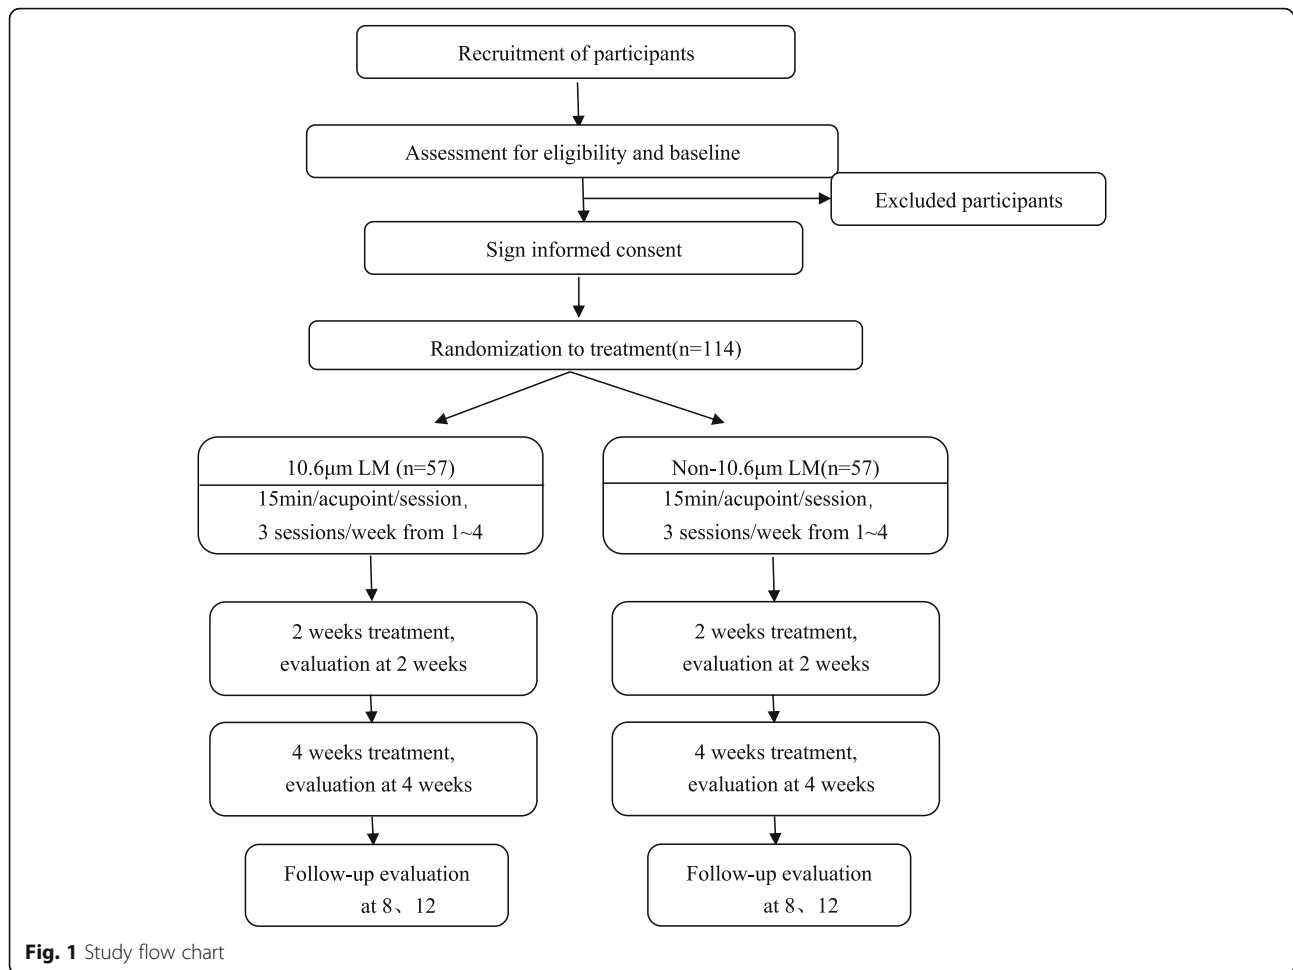 Recruitment of participants
Assessment for eligibility and baseline
Excluded participants
Sign informed consent
Randomization to treatment(n=114)
10.6μm LM (n=57)
15min/acupoint/session,
3 sessions/week from 1~4
Non-10.6μm LM(n=57)
15min/acupoint/session,
3 sessions/week from 1~4
2 weeks treatment,
evaluation at 2 weeks
2 weeks treatment,
evaluation at 2 weeks
4 weeks treatment,
evaluation at 4 weeks
4 weeks treatment,
evaluation at 4 weeks
Follow-up evaluation
at 8、12
Follow-up evaluation
at 8、12
Fig. 1 Study flow chart